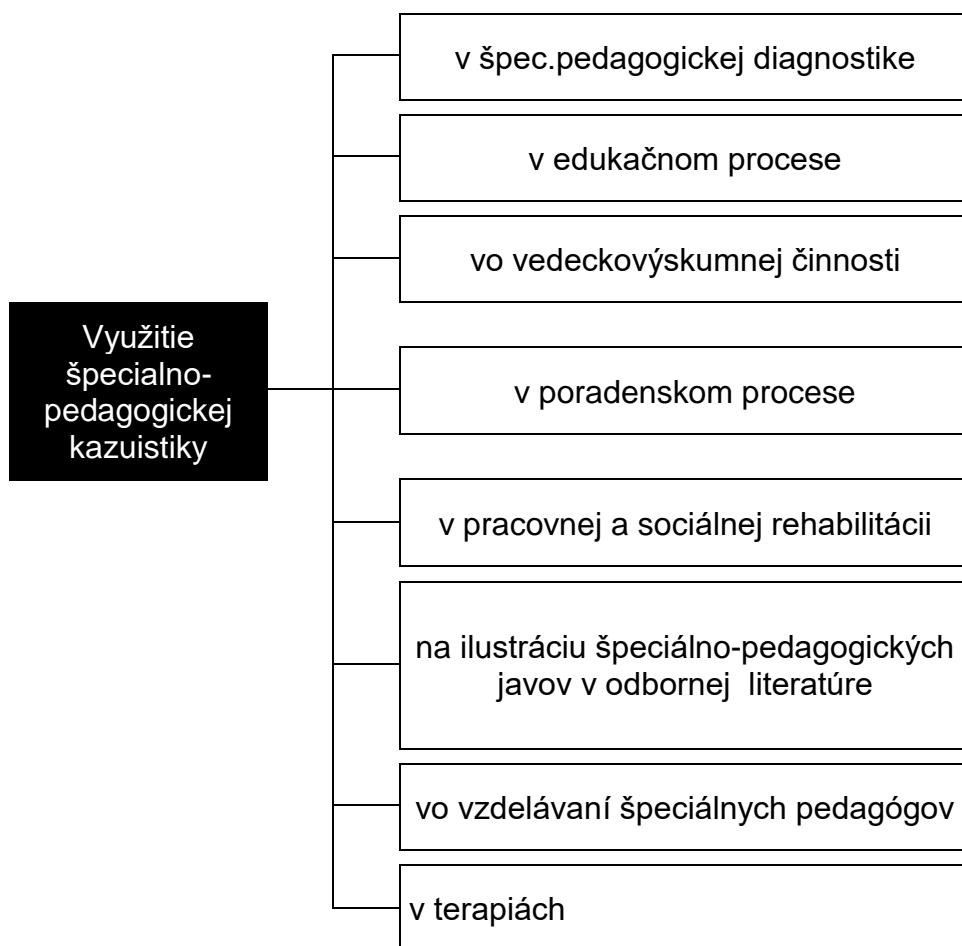 v špec.pedagogickej diagnostike
v edukačnom procese
vo vedeckovýskumnej činnosti
Využitie
špecialno-
pedagogickej
kazuistiky
v poradenskom procese
v pracovnej a sociálnej rehabilitácii
na ilustráciu špeciálno-pedagogických
javov v odbornej  literatúre
vo vzdelávaní špeciálnych pedagógov
v terapiách